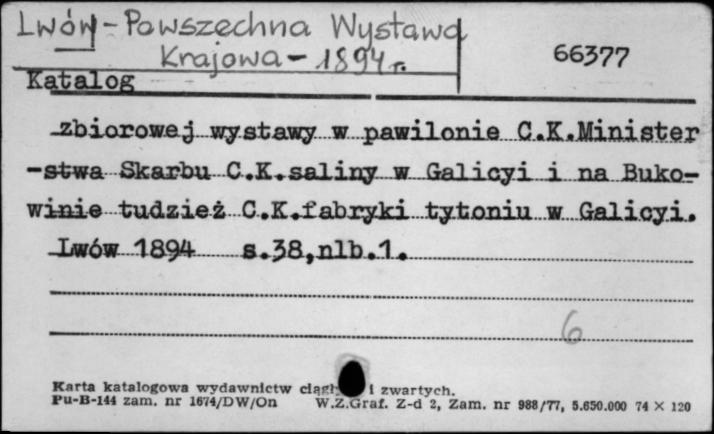 Lwów - Powszechna Wystawa
Krajowa - 1894 r.
66377
Katalog
zbiorowej wystawy w pawilonie C.K.Minister
-stwa Skarbu C.K.saliny w Galicyi i na Buko-
winie tudzież C.K.fabryki tytoniu w Galicyi.
Lwów 1894 s.38,nlb.1.
6
Karta katalogowa wydawnictw i zwartych.
Pu-B-144 zam. nr 1674/DW/On W.Z.Graf. Z-d 2, Zam. nr 988/77, 5.650.000 74 × 120